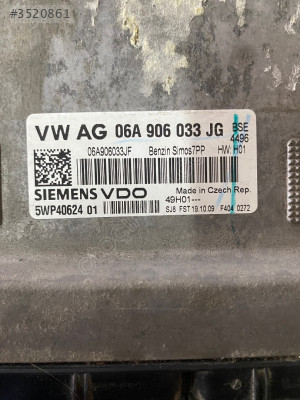 #3520861
VW AG 06A 906 033 JG BSE
4496
06A906033JF Benzin Simos7PP HW: H01
SIEMENS VDO
Made in Czech Rep.
5WP40624 01 49H01---
SJ8 FST 19.10.09 F404 0272